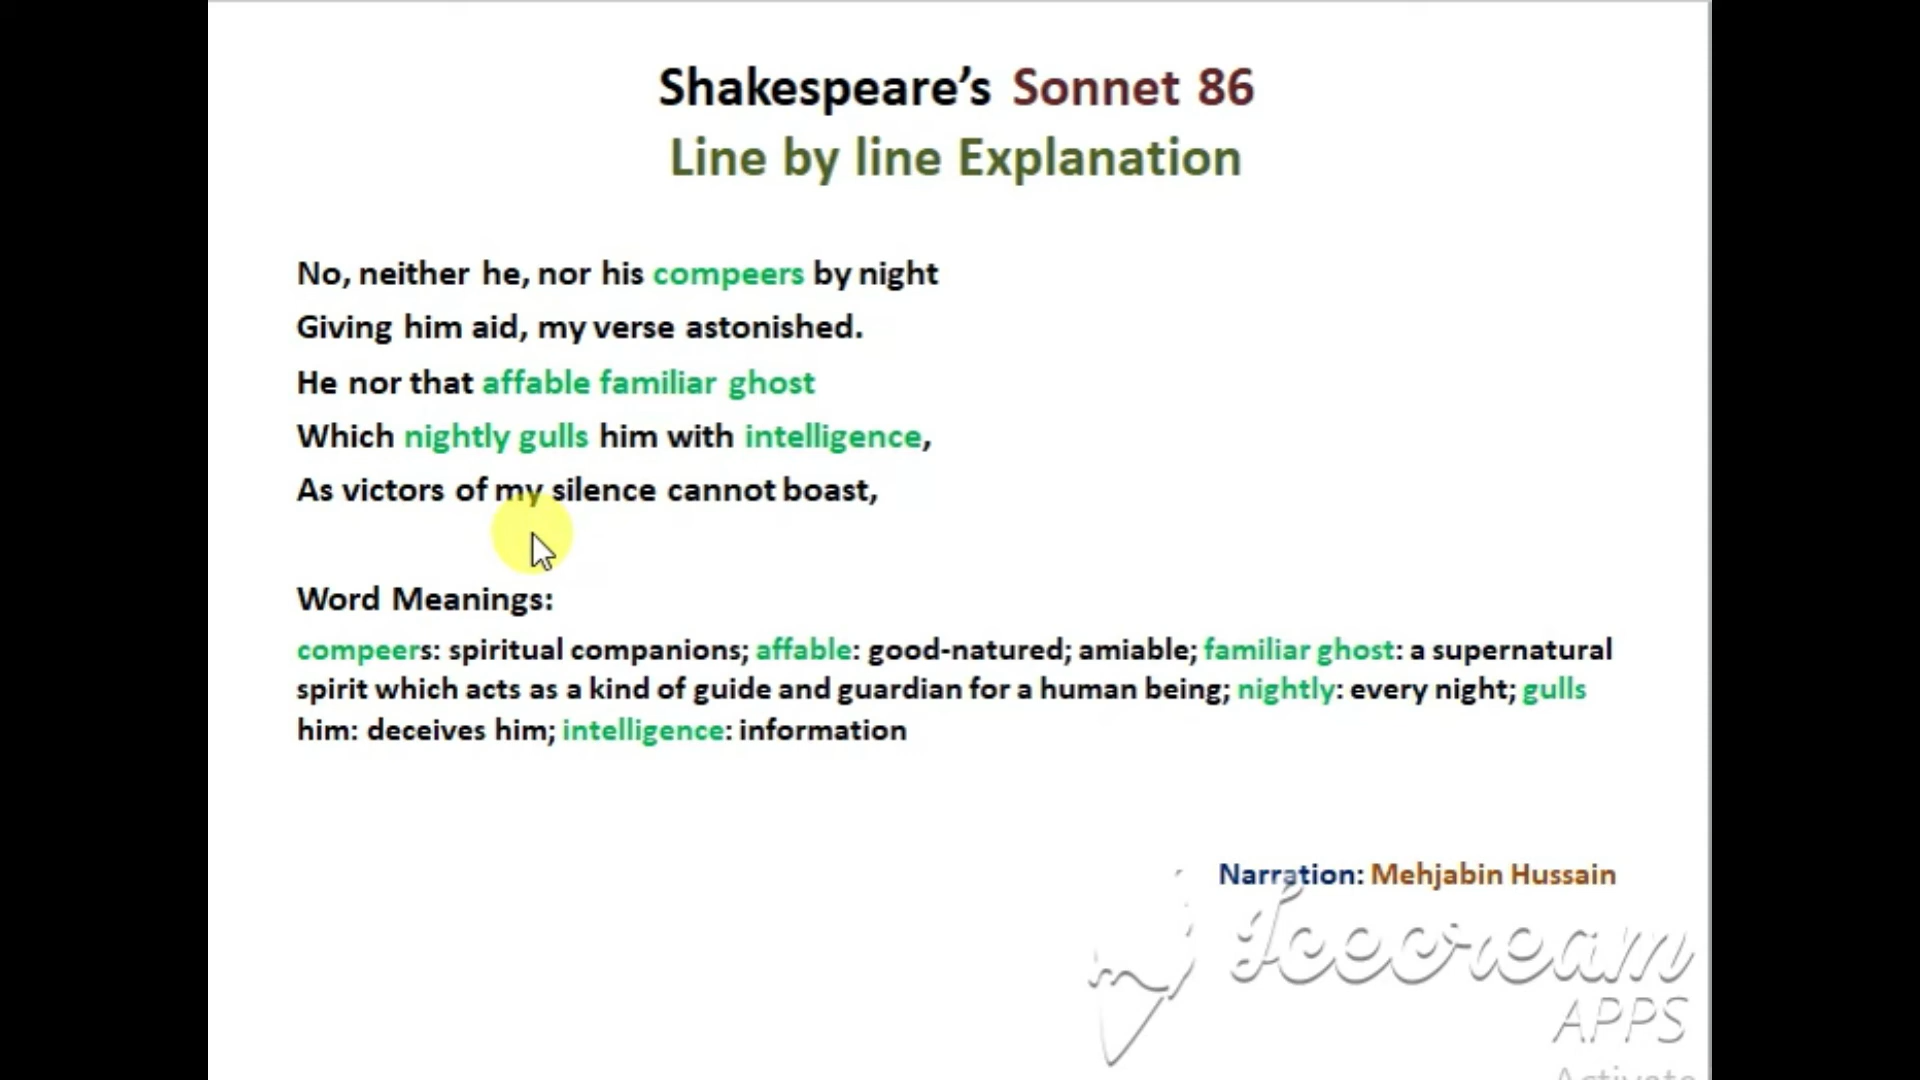 Shakespeare’s Sonnet 86
Line by line Explanation
No, neither he, nor his compeers by night
Giving him aid, my verse astonished.
He nor that affable familiar ghost
Which nightly gulls him with intelligence,
As victors of my silence cannot boast,
Word Meanings:
compeers: spiritual companions; affable: good-natured; amiable; familiar ghost: a supernatural
spirit which acts as a kind of guide and guardian for a human being; nightly: every night; gulls
him: deceives him; intelligence: information
Narration: Mehjabin Hussain
Icecream
APPS
Activate